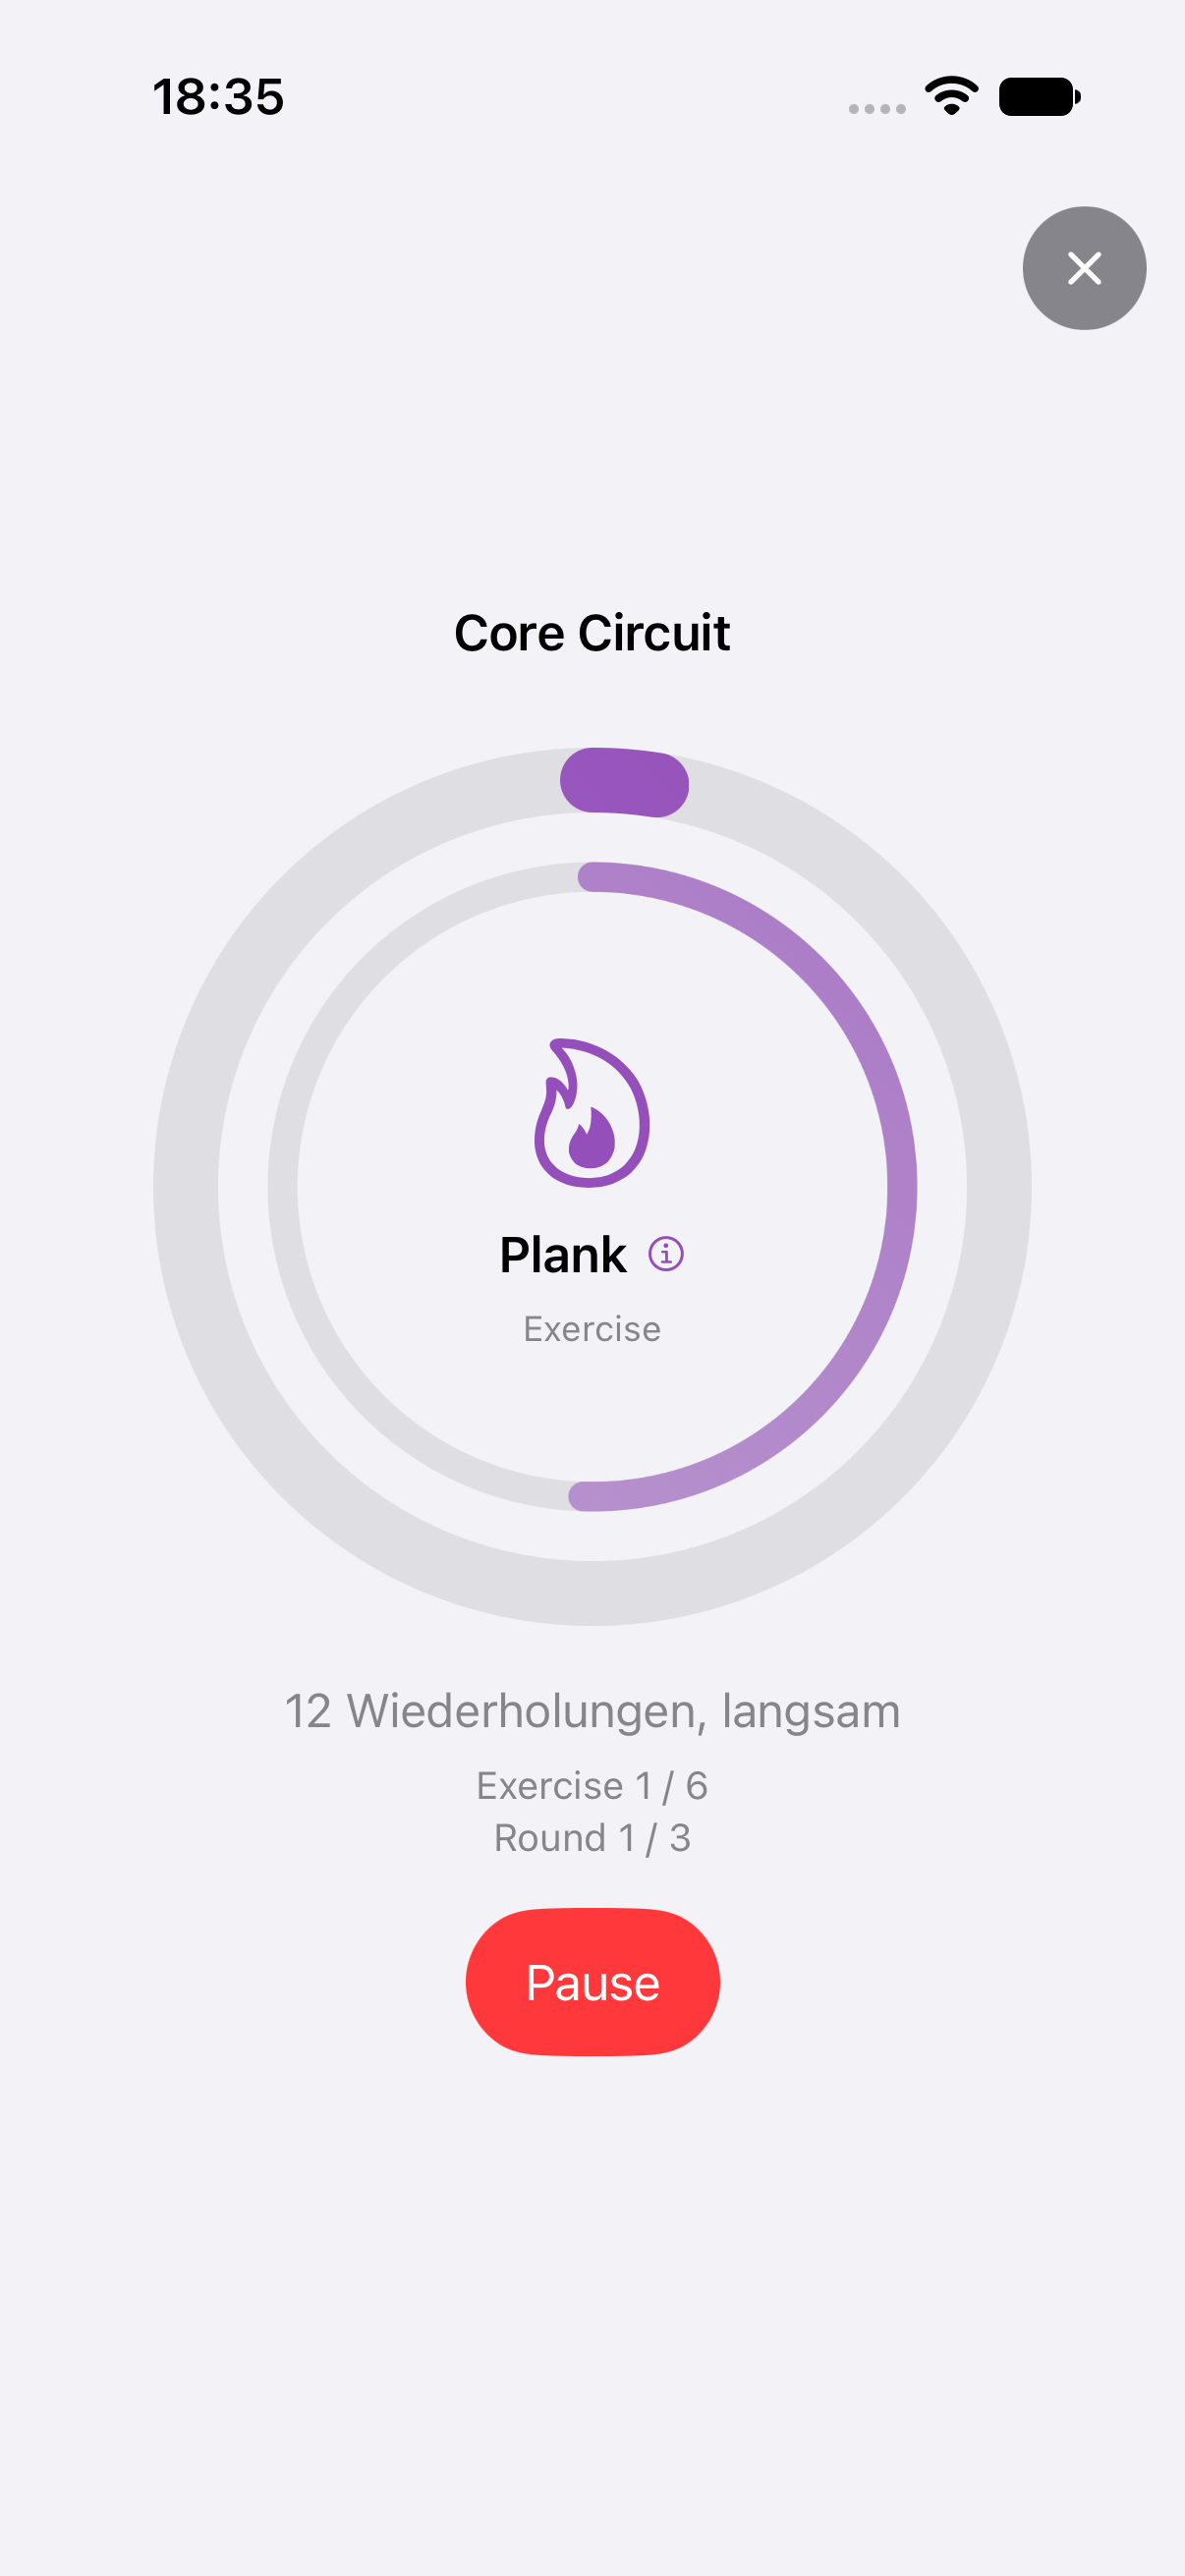 18:35
Core Circuit
Plank
Exercise
12 Wiederholungen, langsam
Exercise 1 / 6
Round 1 / 3
Pause